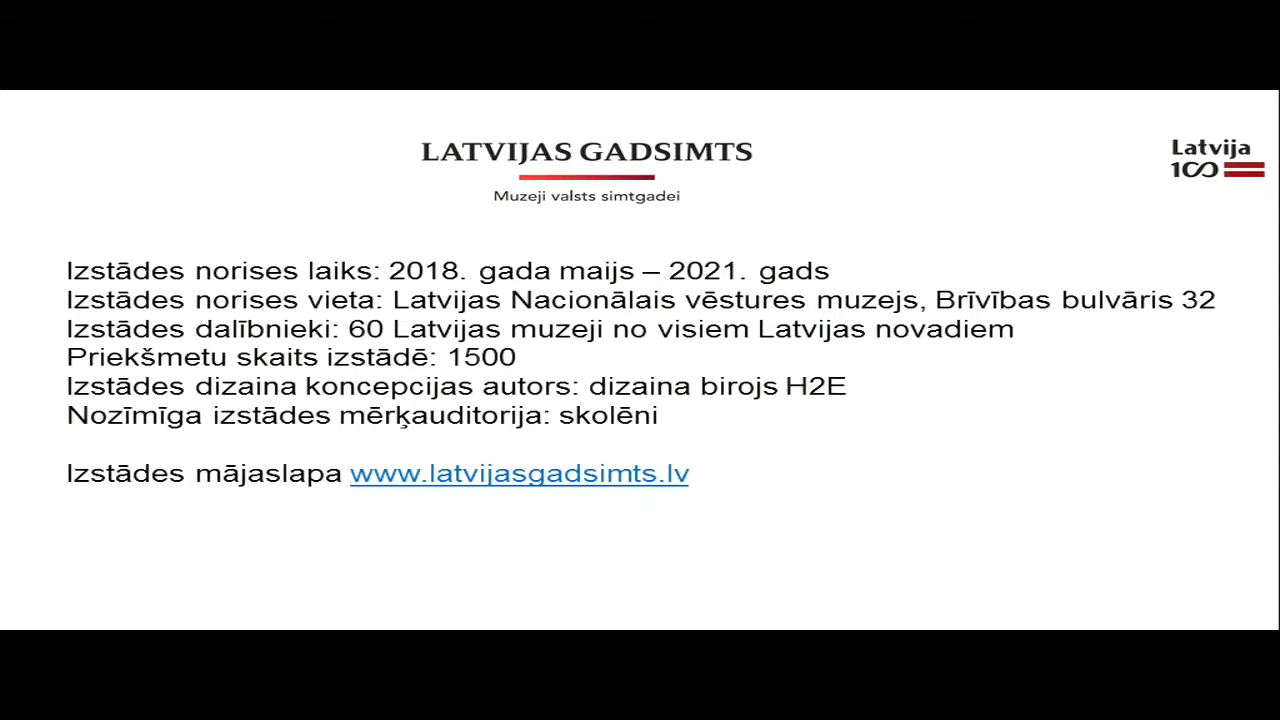 LATVIJAS GADSIMTS
Muzeji valsts simtgadei
Latvija
100
Izstādes norises laiks: 2018. gada maijs – 2021. gads
Izstādes norises vieta: Latvijas Nacionālais vēstures muzejs, Brīvības bulvāris 32
Izstādes dalībnieki: 60 Latvijas muzeji no visiem Latvijas novadiem
Priekšmetu skaits izstādē: 1500
Izstādes dizaina koncepcijas autors: dizaina birojs H2E
Nozīmīga izstādes mērķauditorija: skolēni
Izstādes mājaslapa www.latvijasgadsimts.lv